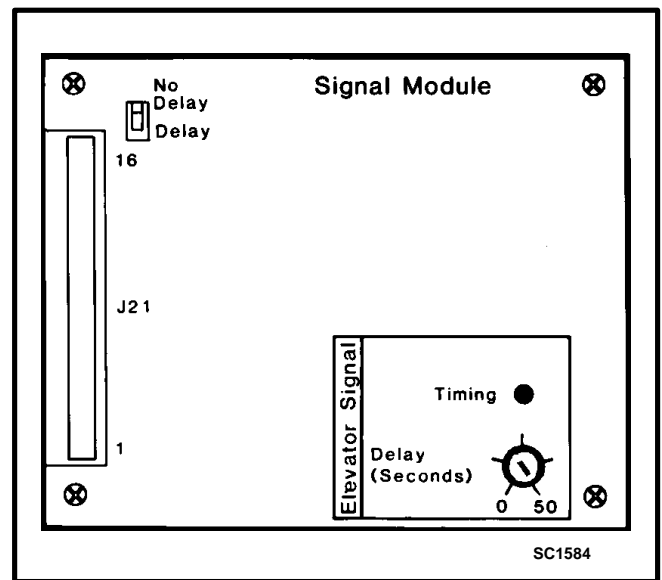 No
Delay
Delay
Signal Module
16
J21
1
Elevator Signal
Timing
Delay
(Seconds)
0 50
SC1584